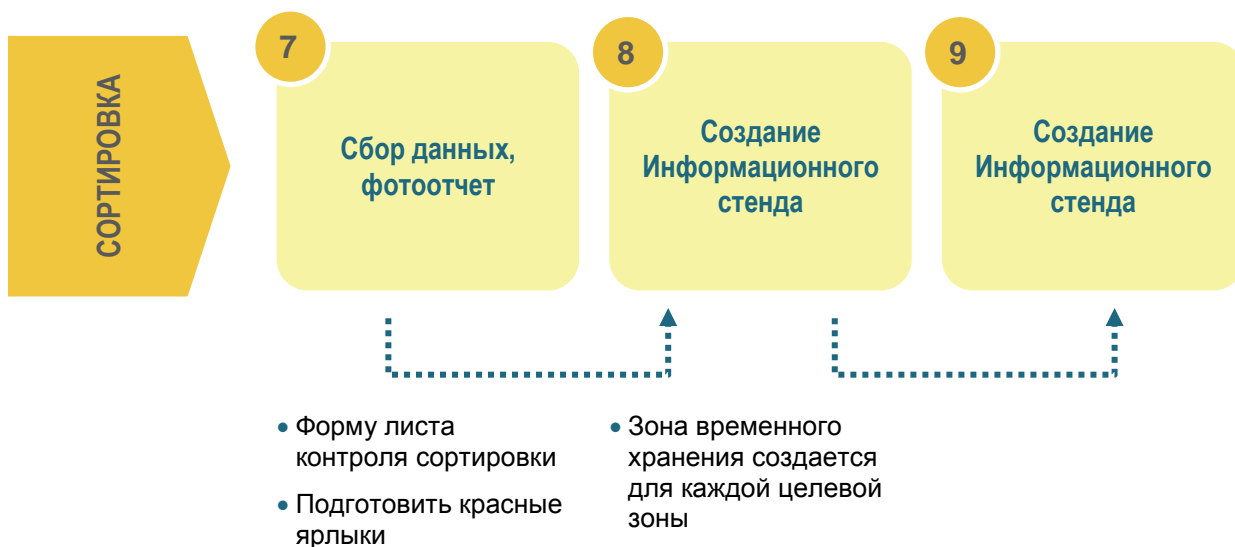 СОРТИРОВКА
7
Сбор данных,
фотоотчет
8
Создание
Информационного
стенда
9
Создание
Информационного
стенда
• Форму листа
контроля сортировки
• Подготовить красные
ярлыки
• Зона временного
хранения создается
для каждой целевой
зоны